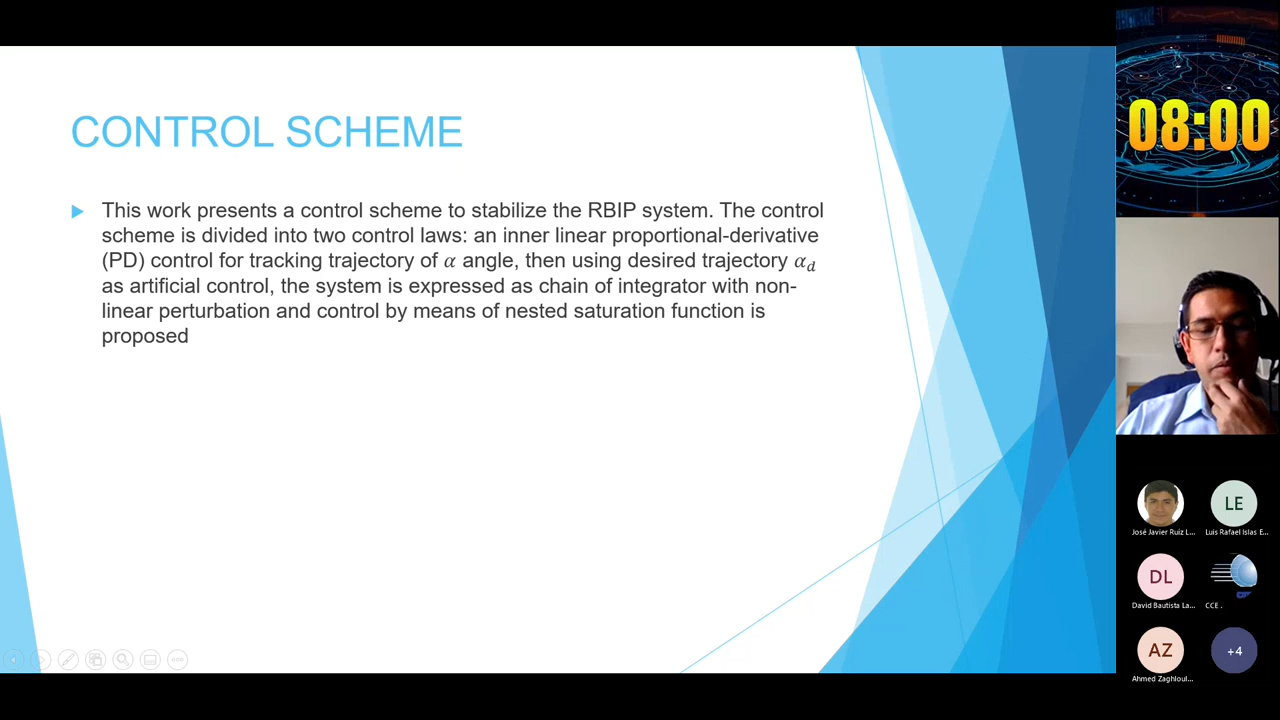 CONTROL SCHEME
This work presents a control scheme to stabilize the RBIP system. The control
scheme is divided into two control laws: an inner linear proportional-derivative
(PD) control for tracking trajectory of α angle, then using desired trajectory α_d
as artificial control, the system is expressed as chain of integrator with non-
linear perturbation and control by means of nested saturation function is
proposed
08:00
José Javier Ruíz L...
LE
Luis Rafael Islas E...
DL
David Bautista La...
CCE .
AZ
Ahmed Zaghloul...
+4